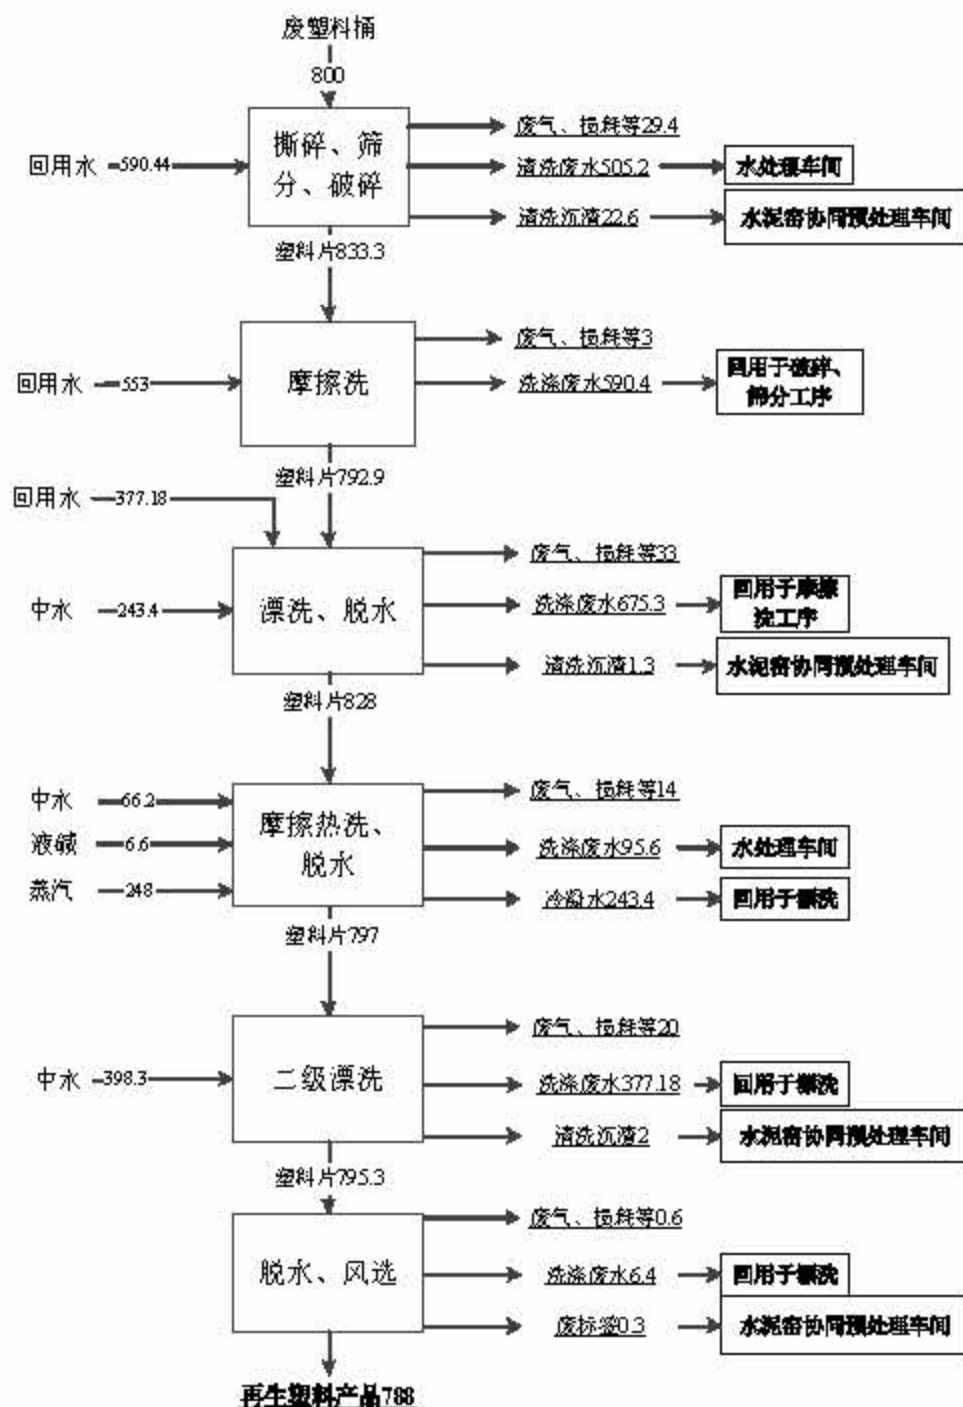 废塑料桶
800
回用水
590.44
撕碎、筛
分、破碎
废气、损耗等29.4
清洗废水505.2
水处理车间
清洗沉渣22.6
水泥窑协同预处理车间
塑料片833.3
回用水
553
摩擦洗
废气、损耗等3
洗涤废水590.4
回用于破碎、
筛分工序
塑料片792.9
回用水
377.18
中水
243.4
漂洗、脱水
废气、损耗等33
洗涤废水675.3
回用于摩擦
洗工序
清洗沉渣1.3
水泥窑协同预处理车间
塑料片828
中水
66.2
液碱
6.6
蒸汽
248
摩擦热洗、
脱水
废气、损耗等14
洗涤废水95.6
水处理车间
冷凝水243.4
回用于漂洗
塑料片797
中水
398.3
二级漂洗
废气、损耗等20
洗涤废水377.18
回用于漂洗
清洗沉渣2
水泥窑协同预处理车间
塑料片795.3
脱水、风选
废气、损耗等0.6
洗涤废水6.4
回用于漂洗
废标签0.3
水泥窑协同预处理车间
再生塑料产品788